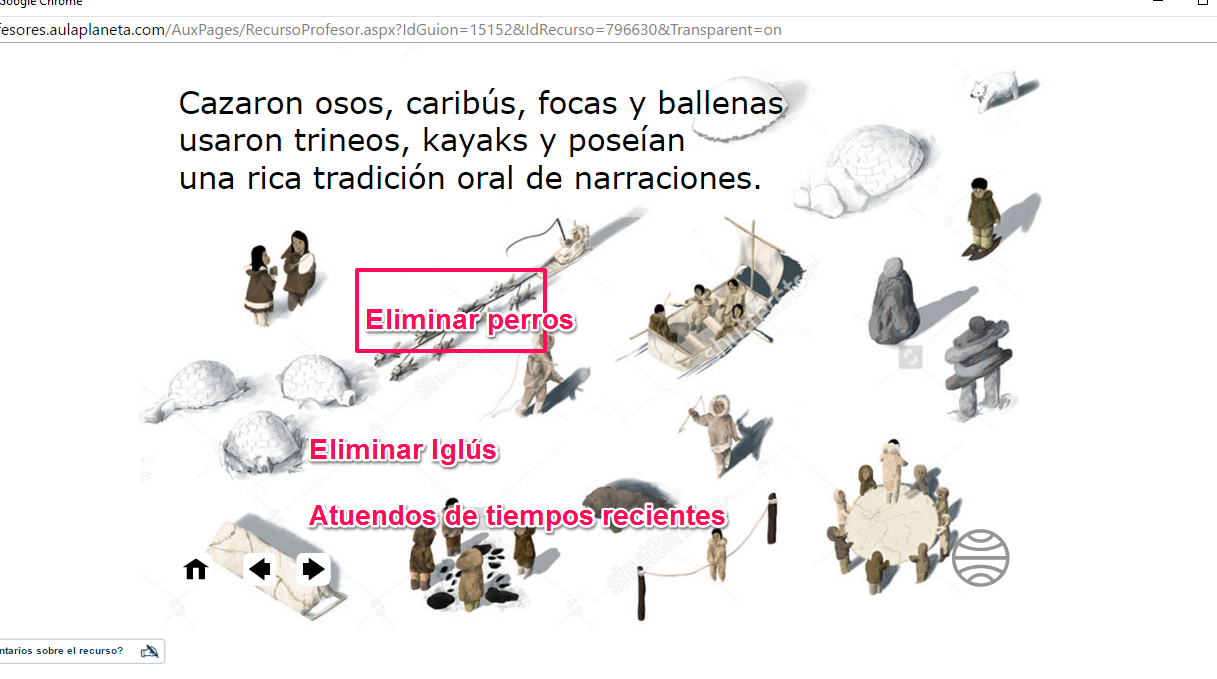 Google Chrome
esores.aulaplaneta.com/AuxPages/RecursoProfesor.aspx?IdGuion=15152&IdRecurso=796630&Transparent=on
Cazaron osos, caribús, focas y ballenas
usaron trineos, kayaks y poseían
una rica tradición oral de narraciones.
Eliminar perros
Eliminar Iglús
Atuendos de tiempos recientes
ntarios sobre el recurso?